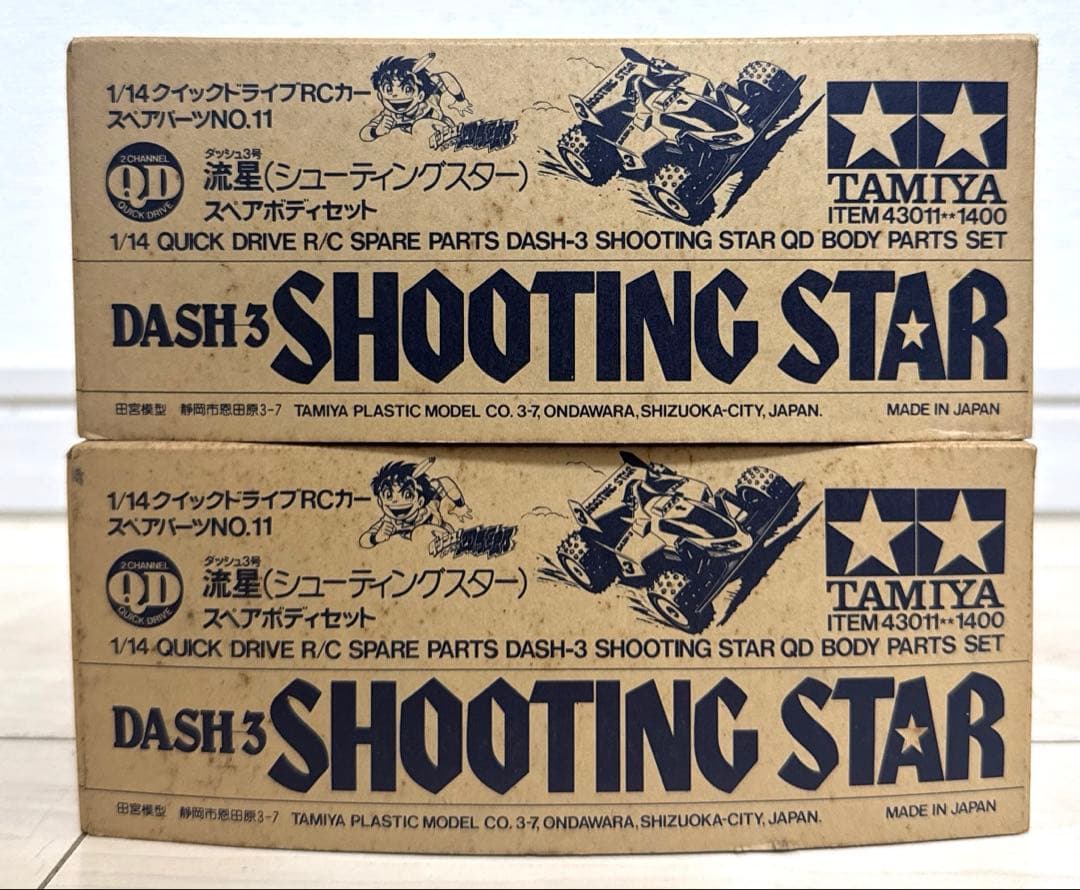 1/14クイックドライブRCカー
スペアパーツNO.11
2 CHANNEL
QD
QUICK DRIVE
ダッシュ3号
流星(シューティングスター)
スペアボディセット
SHOOTING STAR
3
TAMIYA
ITEM 43011**1400
1/14 QUICK DRIVE R/C SPARE PARTS DASH-3 SHOOTING STAR QD BODY PARTS SET
DASH-3 SHOOTING STAR
田宮模型 静岡市恩田原3-7 TAMIYA PLASTIC MODEL CO. 3-7, ONDAWARA, SHIZUOKA-CITY, JAPAN. MADE IN JAPAN
1/14クイックドライブRCカー
スペアパーツNO.11
2 CHANNEL
QD
QUICK DRIVE
ダッシュ3号
流星(シューティングスター)
スペアボディセット
SHOOTING STAR
3
TAMIYA
ITEM 43011**1400
1/14 QUICK DRIVE R/C SPARE PARTS DASH-3 SHOOTING STAR QD BODY PARTS SET
DASH-3 SHOOTING STAR
田宮模型 静岡市恩田原3-7 TAMIYA PLASTIC MODEL CO. 3-7, ONDAWARA, SHIZUOKA-CITY, JAPAN. MADE IN JAPAN